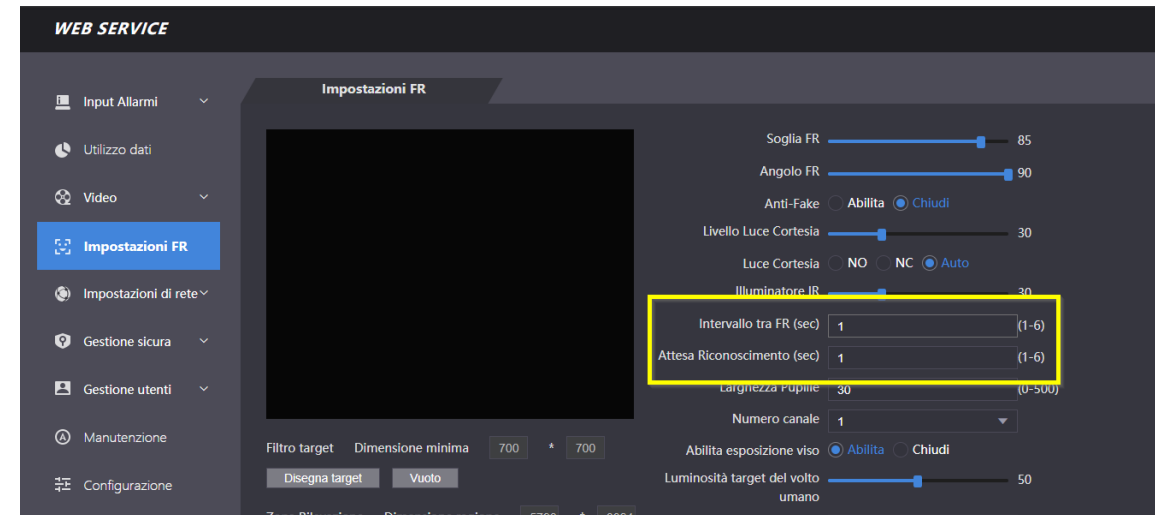 WEB SERVICE
Input Allarmi
Utilizzo dati
Video
Impostazioni FR
Impostazioni di rete
Gestione sicura
Gestione utenti
Manutenzione
Configurazione
Impostazioni FR
Filtro target Dimensione minima 700 * 700
Disegna target Vuoto
Soglia FR 85
Angolo FR 90
Anti-Fake Abilita Chiudi
Livello Luce Cortesia 30
Luce Cortesia NO NC Auto
Illuminatore IR 30
Intervallo tra FR (sec) 1 (1-6)
Attesa Riconoscimento (sec) 1 (1-6)
Larghezza Pupille 30 (0-500)
Numero canale 1
Abilita esposizione viso Abilita Chiudi
Luminosità target del volto
umano 50